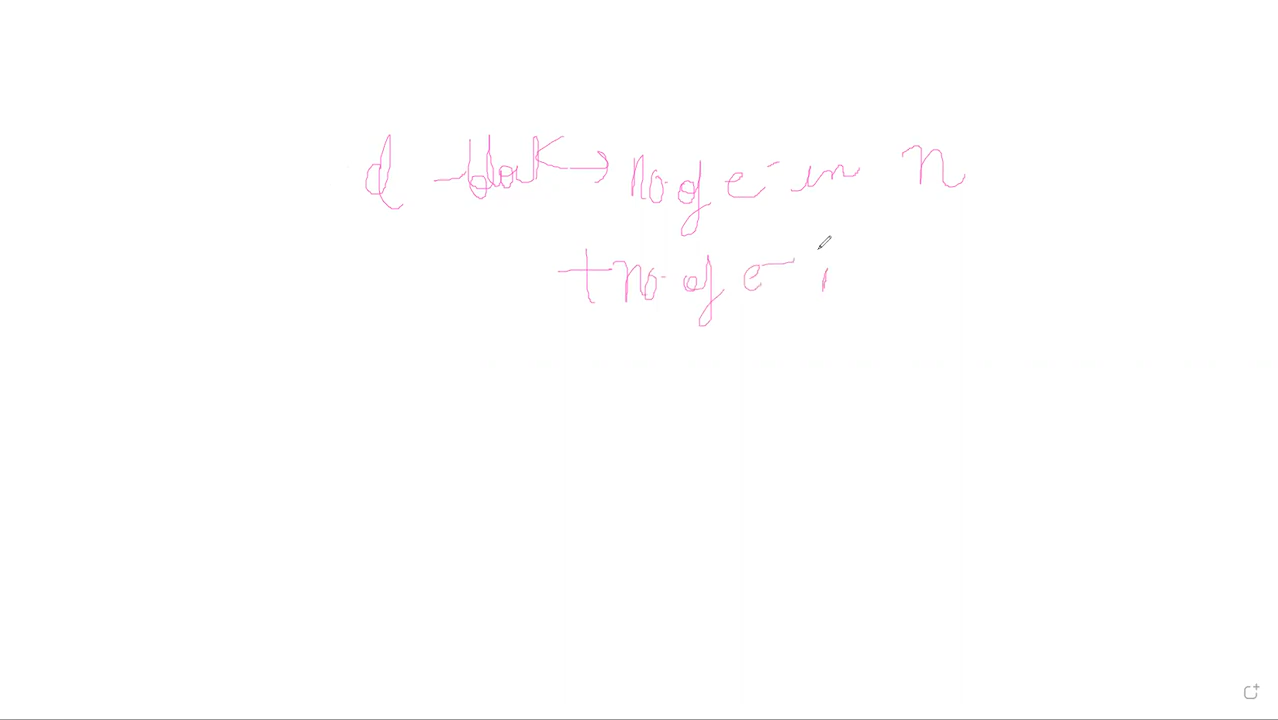 d - block → no. of e⁻ in n
+ no. of e⁻ i